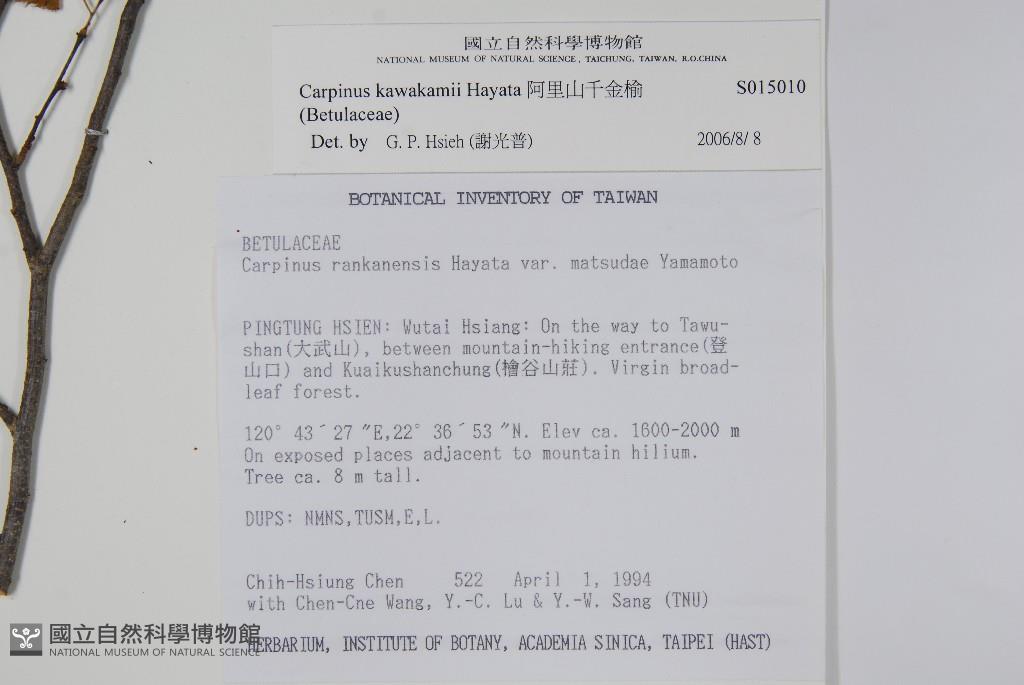 國立自然科學博物館
NATIONAL MUSEUM OF NATURAL SCIENCE, TAICHUNG, TAIWAN, R.O.CHINA
Carpinus kawakamii Hayata 阿里山千金榆 S015010
(Betulaceae)
Det. by G. P. Hsieh (謝光普) 2006/8/ 8
BOTANICAL INVENTORY OF TAIWAN
BETULACEAE
Carpinus rankanensis Hayata var. matsudae Yamamoto
PINGTUNG HSIEN: Wutai Hsiang: On the way to Tawu-
shan(大武山), between mountain-hiking entrance(登
山口) and Kuaikushanchung(檜谷山莊). Virgin broad-
leaf forest.
120° 43´27 ″E,22° 36´53 ″N. Elev ca. 1600-2000 m
On exposed places adjacent to mountain hilium.
Tree ca. 8 m tall.
DUPS: NMNS,TUSM,E,L.
Chih-Hsiung Chen 522 April 1, 1994
with Chen-Cne Wang, Y.-C. Lu & Y.-W. Sang (TNU)
HERBARIUM, INSTITUTE OF BOTANY, ACADEMIA SINICA, TAIPEI (HAST)
國立自然科學博物館
NATIONAL MUSEUM OF NATURAL SCIENCE